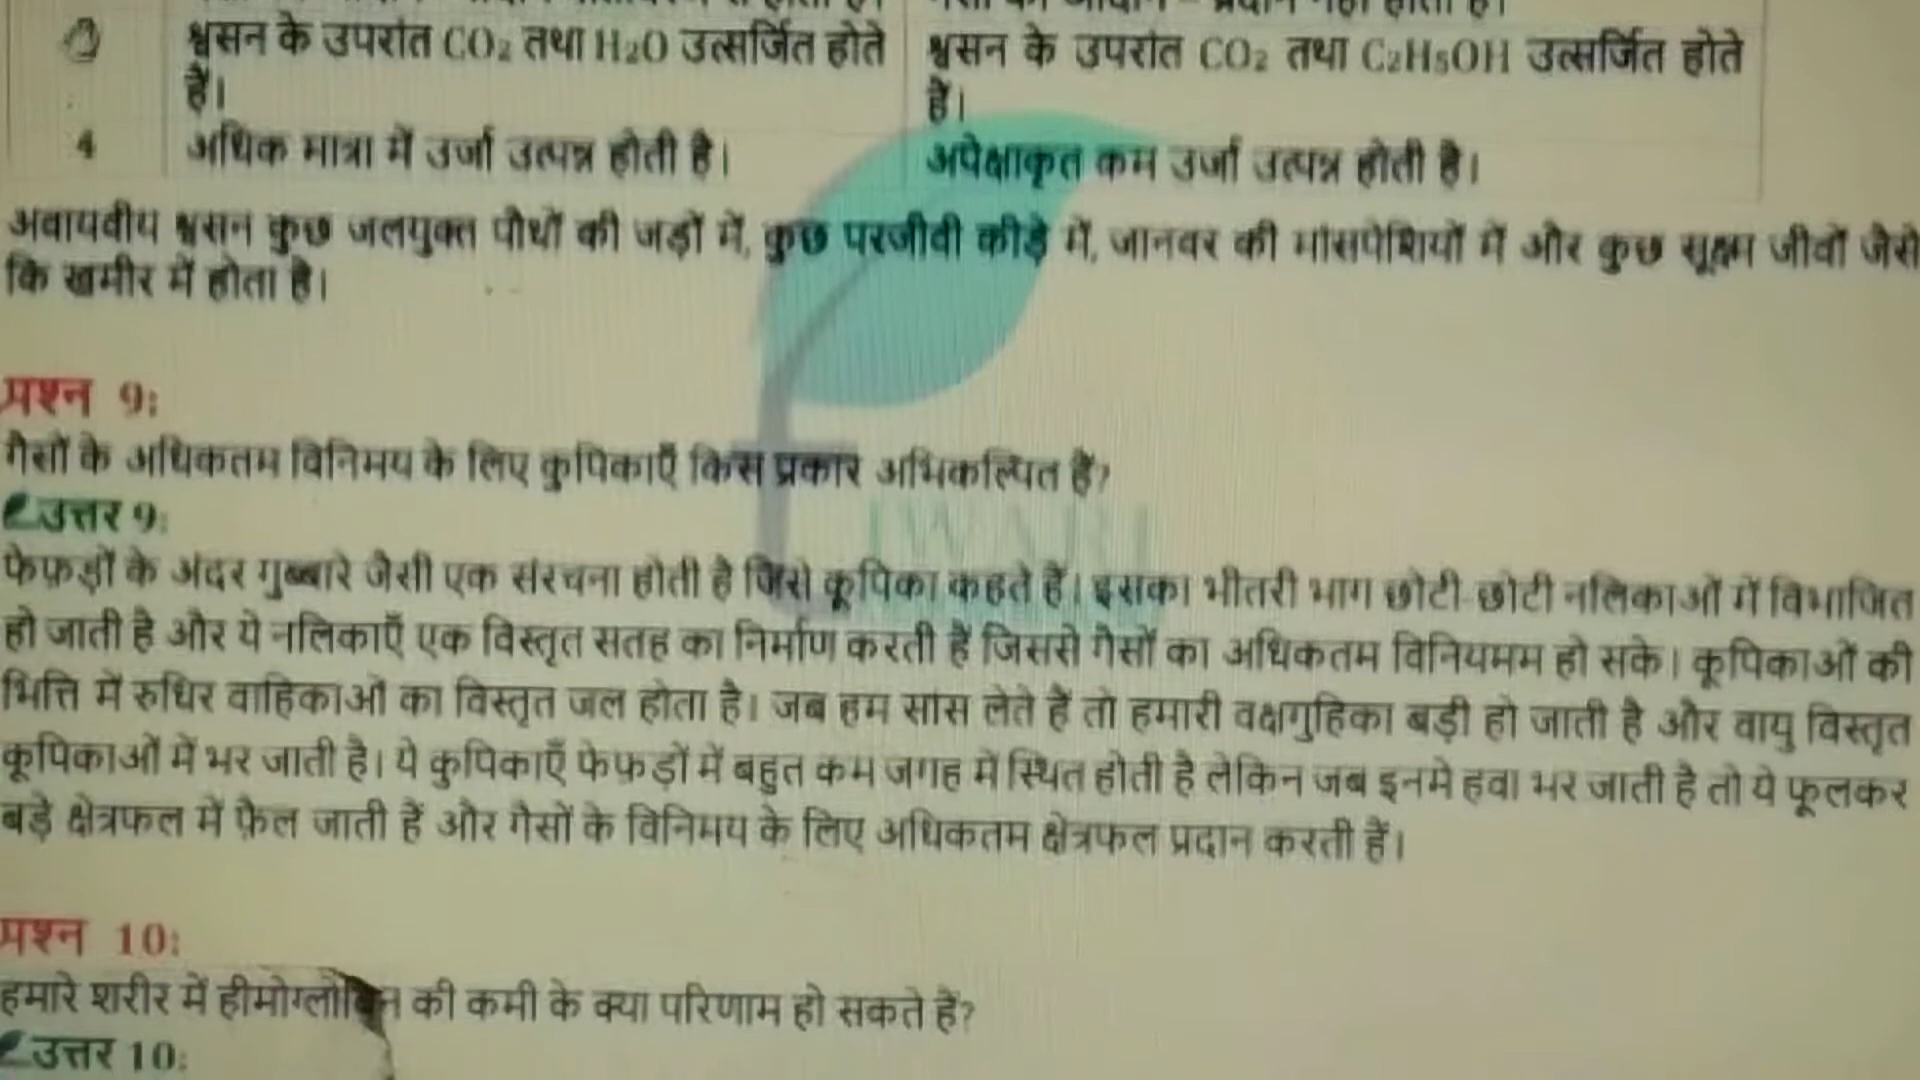 3 श्वसन के उपरांत CO₂ तथा H₂O उत्सर्जित होते श्वसन के उपरांत CO₂ तथा C₂H₅OH उत्सर्जित होते
हैं। हैं।
4 अधिक मात्रा में उर्जा उत्पन्न होती है। अपेक्षाकृत कम उर्जा उत्पन्न होती है।
अवायवीय श्वसन कुछ जलयुक्त पौधों की जड़ों में, कुछ परजीवी कीड़े में, जानवर की मांसपेशियों में और कुछ सूक्ष्म जीवों जैसे
कि खमीर में होता है।
प्रश्न 9:
गैसों के अधिकतम विनिमय के लिए कुपिकाएँ किस प्रकार अभिकल्पित हैं?
उत्तर 9:
फेफड़ों के अंदर गुब्बारे जैसी एक संरचना होती है जिसे कूपिका कहते हैं। इसका भीतरी भाग छोटी-छोटी नलिकाओं में विभाजित
हो जाती है और ये नलिकाएँ एक विस्तृत सतह का निर्माण करती हैं जिससे गैसों का अधिकतम विनियमम हो सके। कूपिकाओं की
भित्ति में रुधिर वाहिकाओं का विस्तृत जल होता है। जब हम सांस लेते हैं तो हमारी वक्षगुहिका बड़ी हो जाती है और वायु विस्तृत
कूपिकाओं में भर जाती है। ये कुपिकाएँ फेफड़ों में बहुत कम जगह में स्थित होती है लेकिन जब इनमे हवा भर जाती है तो ये फूलकर
बड़े क्षेत्रफल में फ़ैल जाती हैं और गैसों के विनिमय के लिए अधिकतम क्षेत्रफल प्रदान करती हैं।
प्रश्न 10:
हमारे शरीर में हीमोग्लोबिन की कमी के क्या परिणाम हो सकते हैं?
उत्तर 10: